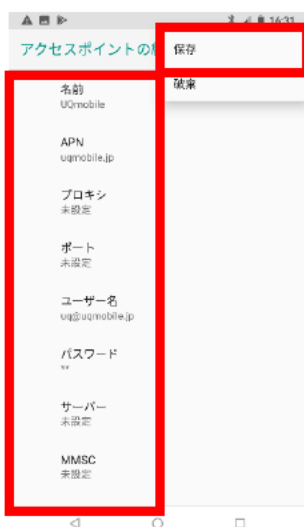 16:31
アクセスポイントの
保存
破棄
名前
UQmobile
APN
uqmobile.jp
プロキシ
未設定
ポート
未設定
ユーザー名
uq@uqmobile.jp
パスワード
**
サーバー
未設定
MMSC
未設定